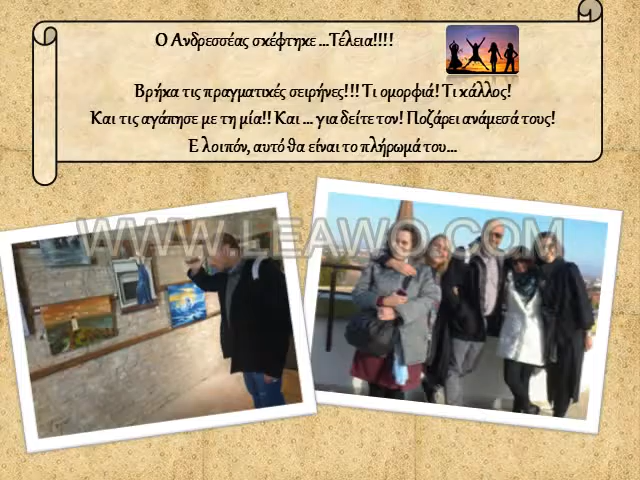 Ο Ανδρεσσέας σκέφτηκε ...Τέλεια!!!!
Βρήκα τις πραγματικές σειρήνες!!! Τι ομορφιά! Τι κάλλος!
Και τις αγάπησε με τη μία!! Και ... για δείτε τον! Ποζάρει ανάμεσά τους!
Ε λοιπόν, αυτό θα είναι το πλήρωμά του...
WWW.LEAWO.COM